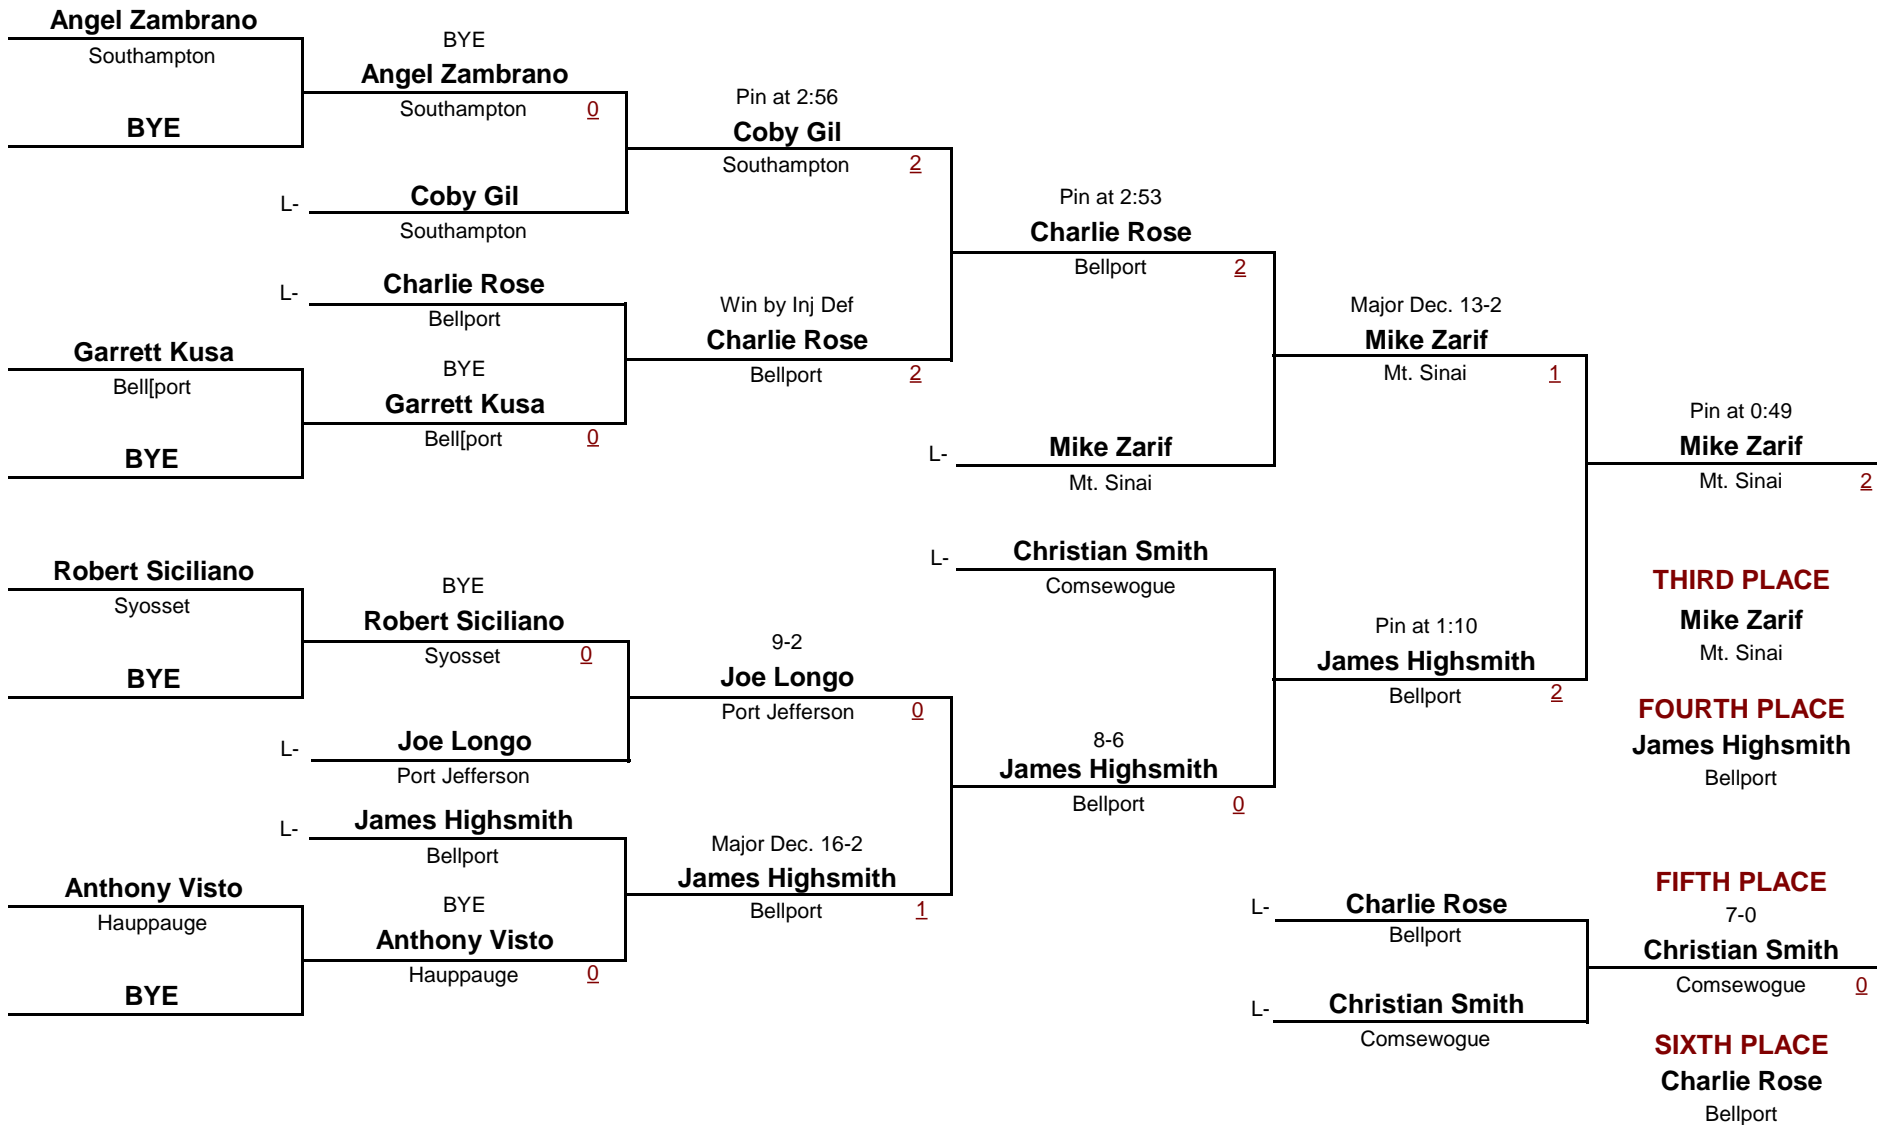 Angel Zambrano
Southampton
BYE
BYE
Angel Zambrano
Southampton 0
L- Coby Gil
Southampton
Pin at 2:56
Coby Gil
Southampton 2
L- Charlie Rose
Bellport
Garrett Kusa
Bell[port
BYE
BYE
Garrett Kusa
Bell[port 0
Win by Inj Def
Charlie Rose
Bellport 2
Pin at 2:53
Charlie Rose
Bellport 2
L- Mike Zarif
Mt. Sinai
Major Dec. 13-2
Mike Zarif
Mt. Sinai 1
Pin at 0:49
Mike Zarif
Mt. Sinai 2
Robert Siciliano
Syosset
BYE
BYE
Robert Siciliano
Syosset 0
L- Joe Longo
Port Jefferson
9-2
Joe Longo
Port Jefferson 0
L- James Highsmith
Bellport
Anthony Visto
Hauppauge
BYE
BYE
Anthony Visto
Hauppauge 0
Major Dec. 16-2
James Highsmith
Bellport 1
L- Christian Smith
Comsewogue
8-6
James Highsmith
Bellport 0
Pin at 1:10
James Highsmith
Bellport 2
THIRD PLACE
Mike Zarif
Mt. Sinai
FOURTH PLACE
James Highsmith
Bellport
L- Charlie Rose
Bellport
L- Christian Smith
Comsewogue
FIFTH PLACE
7-0
Christian Smith
Comsewogue 0
SIXTH PLACE
Charlie Rose
Bellport